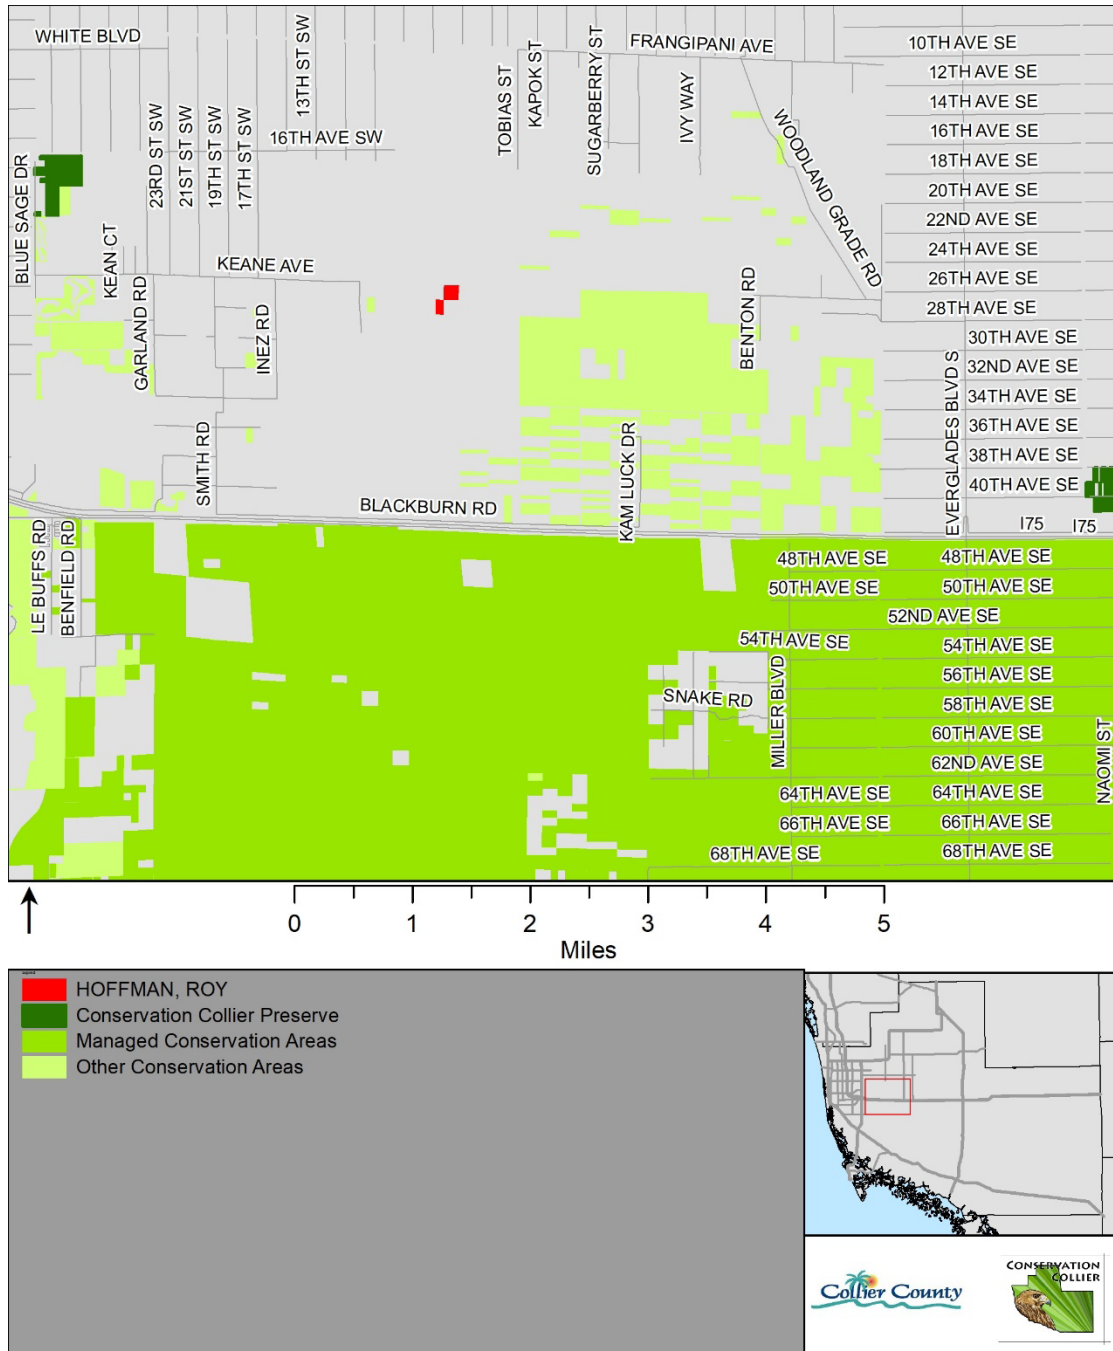 WHITE BLVD
13TH ST SW
TOBIAS ST
KAPOK ST
SUGARBERRY ST
FRANGIPANI AVE
10TH AVE SE
12TH AVE SE
14TH AVE SE
16TH AVE SE
18TH AVE SE
20TH AVE SE
22ND AVE SE
24TH AVE SE
26TH AVE SE
28TH AVE SE
30TH AVE SE
32ND AVE SE
34TH AVE SE
36TH AVE SE
38TH AVE SE
40TH AVE SE
IVY WAY
WOODLAND GRADE RD
16TH AVE SW
23RD ST SW
21ST ST SW
19TH ST SW
17TH ST SW
BLUE SAGE DR
KEAN CT
KEANE AVE
GARLAND RD
INEZ RD
BENTON RD
EVERGLADES BLVD S
SMITH RD
KAM LUCK DR
BLACKBURN RD
I75
I75
LE BUFFS RD
BENFIELD RD
48TH AVE SE
48TH AVE SE
50TH AVE SE
50TH AVE SE
52ND AVE SE
54TH AVE SE
54TH AVE SE
56TH AVE SE
SNAKE RD
MILLER BLVD
58TH AVE SE
60TH AVE SE
62ND AVE SE
NAOMI ST
64TH AVE SE
64TH AVE SE
66TH AVE SE
66TH AVE SE
68TH AVE SE
68TH AVE SE
0 1 2 3 4 5
Miles
HOFFMAN, ROY
Conservation Collier Preserve
Managed Conservation Areas
Other Conservation Areas
Collier County
CONSERVATION
COLLIER